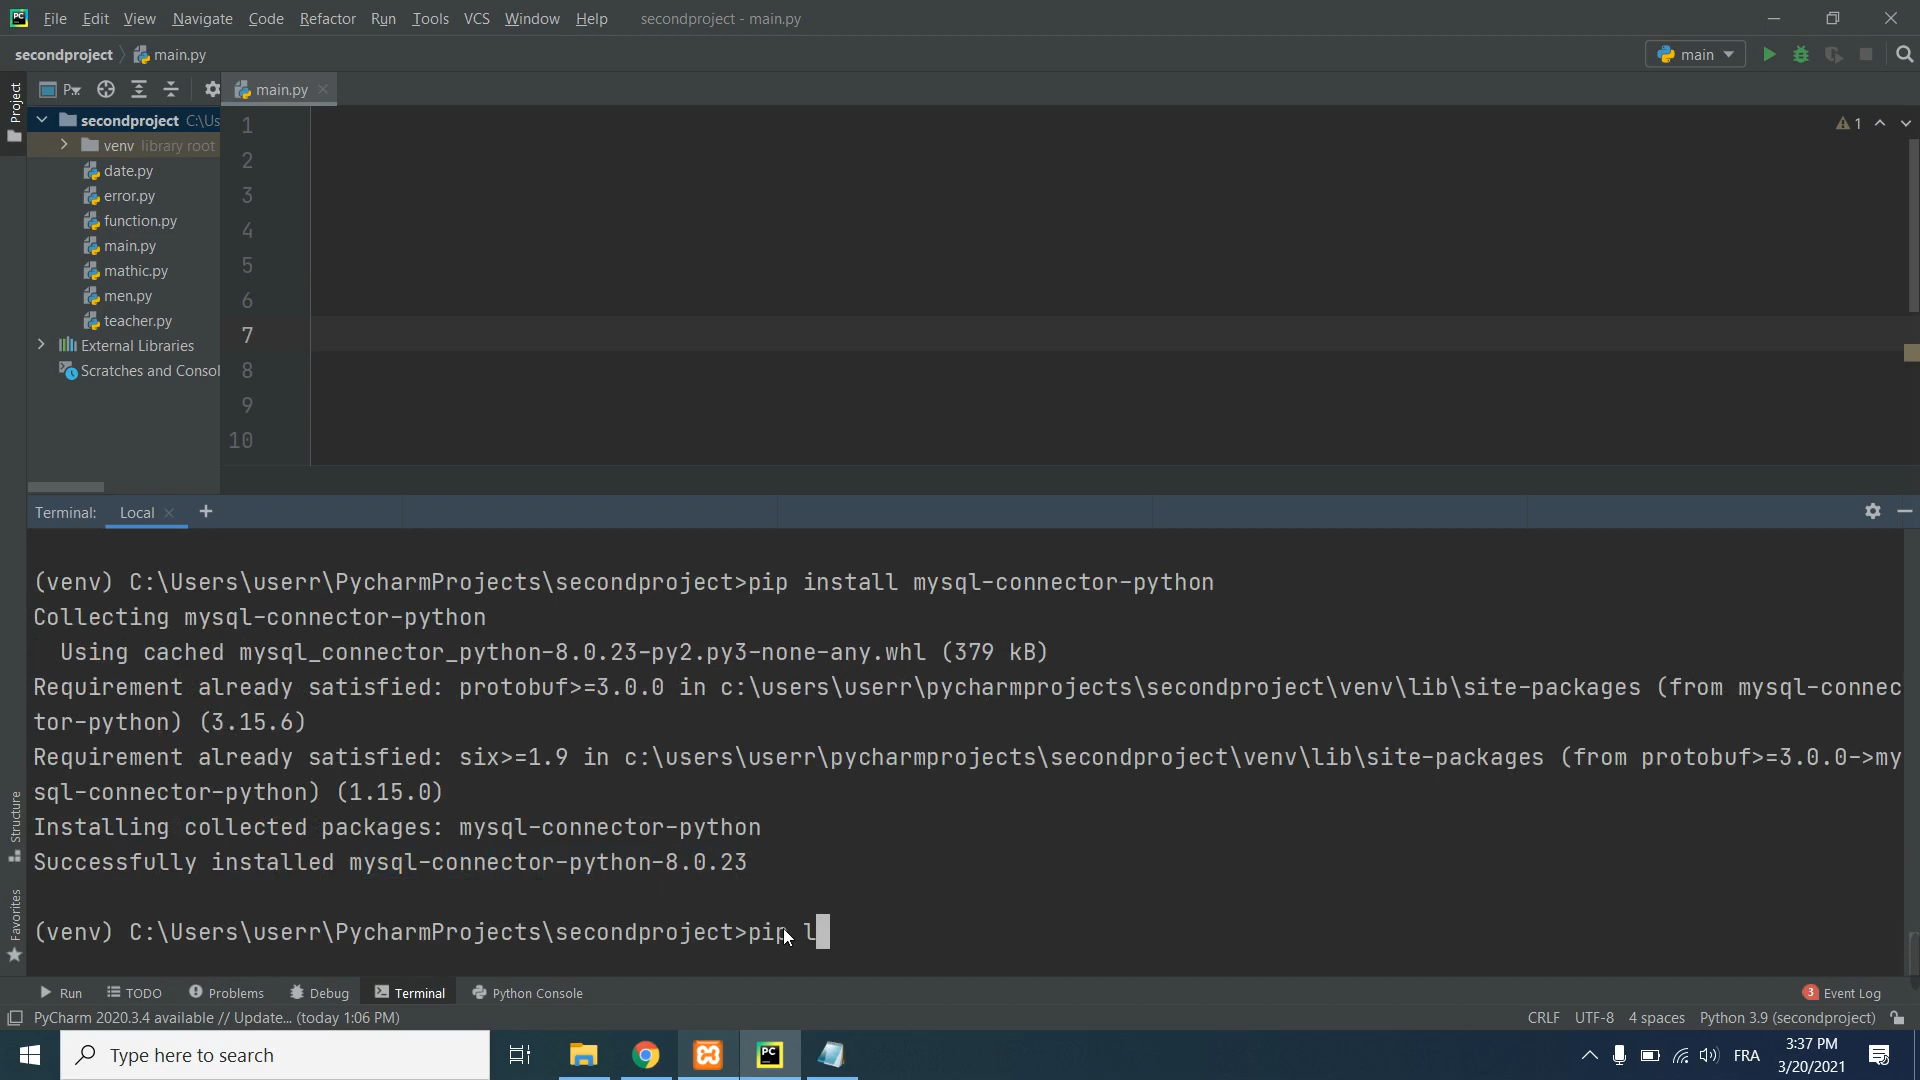 PC File Edit View Navigate Code Refactor Run Tools VCS Window Help secondproject - main.py
secondproject main.py main
Project P... main.py
secondproject C:\Us
venv library root
date.py
error.py
function.py
main.py
mathic.py
men.py
teacher.py
External Libraries
Scratches and Consol
1
2
3
4
5
6
7
8
9
10
1
Terminal: Local +
(venv) C:\Users\userr\PycharmProjects\secondproject>pip install mysql-connector-python
Collecting mysql-connector-python
Using cached mysql_connector_python-8.0.23-py2.py3-none-any.whl (379 kB)
Requirement already satisfied: protobuf>=3.0.0 in c:\users\userr\pycharmprojects\secondproject\venv\lib\site-packages (from mysql-connec
tor-python) (3.15.6)
Requirement already satisfied: six>=1.9 in c:\users\userr\pycharmprojects\secondproject\venv\lib\site-packages (from protobuf>=3.0.0->my
sql-connector-python) (1.15.0)
Installing collected packages: mysql-connector-python
Successfully installed mysql-connector-python-8.0.23
(venv) C:\Users\userr\PycharmProjects\secondproject>pip l
Structure
Favorites
Run TODO Problems Debug Terminal Python Console 3 Event Log
PyCharm 2020.3.4 available // Update... (today 1:06 PM) CRLF UTF-8 4 spaces Python 3.9 (secondproject)
Type here to search PC FRA 3:37 PM
3/20/2021